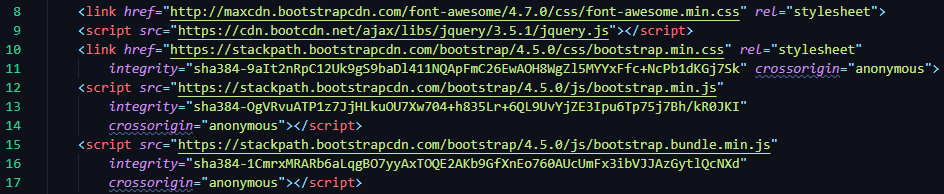 8 <link href="http://maxcdn.bootstrapcdn.com/font-awesome/4.7.0/css/font-awesome.min.css" rel="stylesheet">
9 <script src="https://cdn.bootcdn.net/ajax/libs/jquery/3.5.1/jquery.js"></script>
10 <link href="https://stackpath.bootstrapcdn.com/bootstrap/4.5.0/css/bootstrap.min.css" rel="stylesheet"
11 integrity="sha384-9aIt2nRpC12Uk9gS9baDl411NQApFmC26EwAOH8WgZl5MYYxFfc+NcPb1dKGj7Sk" crossorigin="anonymous">
12 <script src="https://stackpath.bootstrapcdn.com/bootstrap/4.5.0/js/bootstrap.min.js"
13 integrity="sha384-OgVRvuATP1z7JjHLkuOU7Xw704+h835Lr+6QL9UvYjZE3Ipu6Tp75j7Bh/kR0JKI"
14 crossorigin="anonymous"></script>
15 <script src="https://stackpath.bootstrapcdn.com/bootstrap/4.5.0/js/bootstrap.bundle.min.js"
16 integrity="sha384-1CmrxMRARb6aLqgBO7yyAxTOQE2AKb9GfXnEo760AUcUmFx3ibVJJAzGytlQcNXd"
17 crossorigin="anonymous"></script>